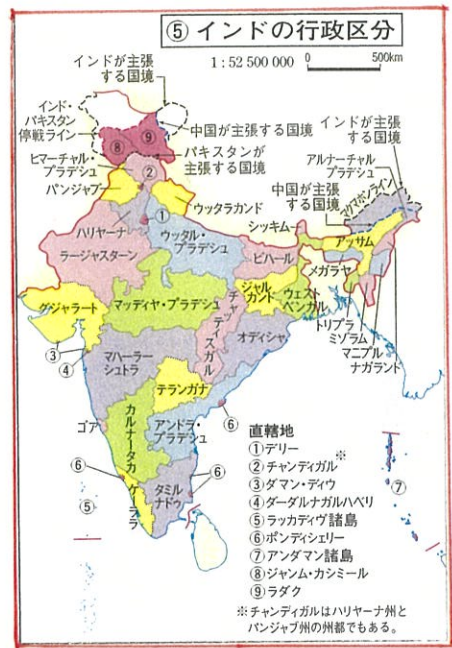 ⑤ インドの行政区分
1:52 500 000
0
500km
インドが主張
する国境
インド・
パキスタン
停戦ライン
中国が主張する国境
パキスタンが
主張する国境
⑧
⑨
ヒマーチャル・
プラデシュ
②
パンジャブ
ウッタラカンド
①
ハリヤーナ
ウッタル・
プラデシュ
ラージャスターン
インドが主張
する国境
アルナーチャル
プラデシュ
中国が主張
する国境
マクマホンライン
シッキム
アッサム
ビハール
メガラヤ
グジャラート
マッディヤ・プラデシュ
ジャル
カンド
ウェスト
ベンガル
チャティースガル
トリプラ
ミゾラム
マニプル
ナガランド
③
④
マハーラー
シュトラ
オディシャ
テランガナ
ゴア
カルナータカ
アンドラ・
プラデシュ
⑥
⑥
⑥
ケララ
タミル
ナドゥ
⑤
⑦
直轄地
①デリー
②チャンディガル※
③ダマン・ディウ
④ダードルナガルハベリ
⑤ラッカディヴ諸島
⑥ポンディシェリー
⑦アンダマン諸島
⑧ジャンム・カシミール
⑨ラダク
※チャンディガルはハリヤーナ州と
パンジャブ州の州都でもある。